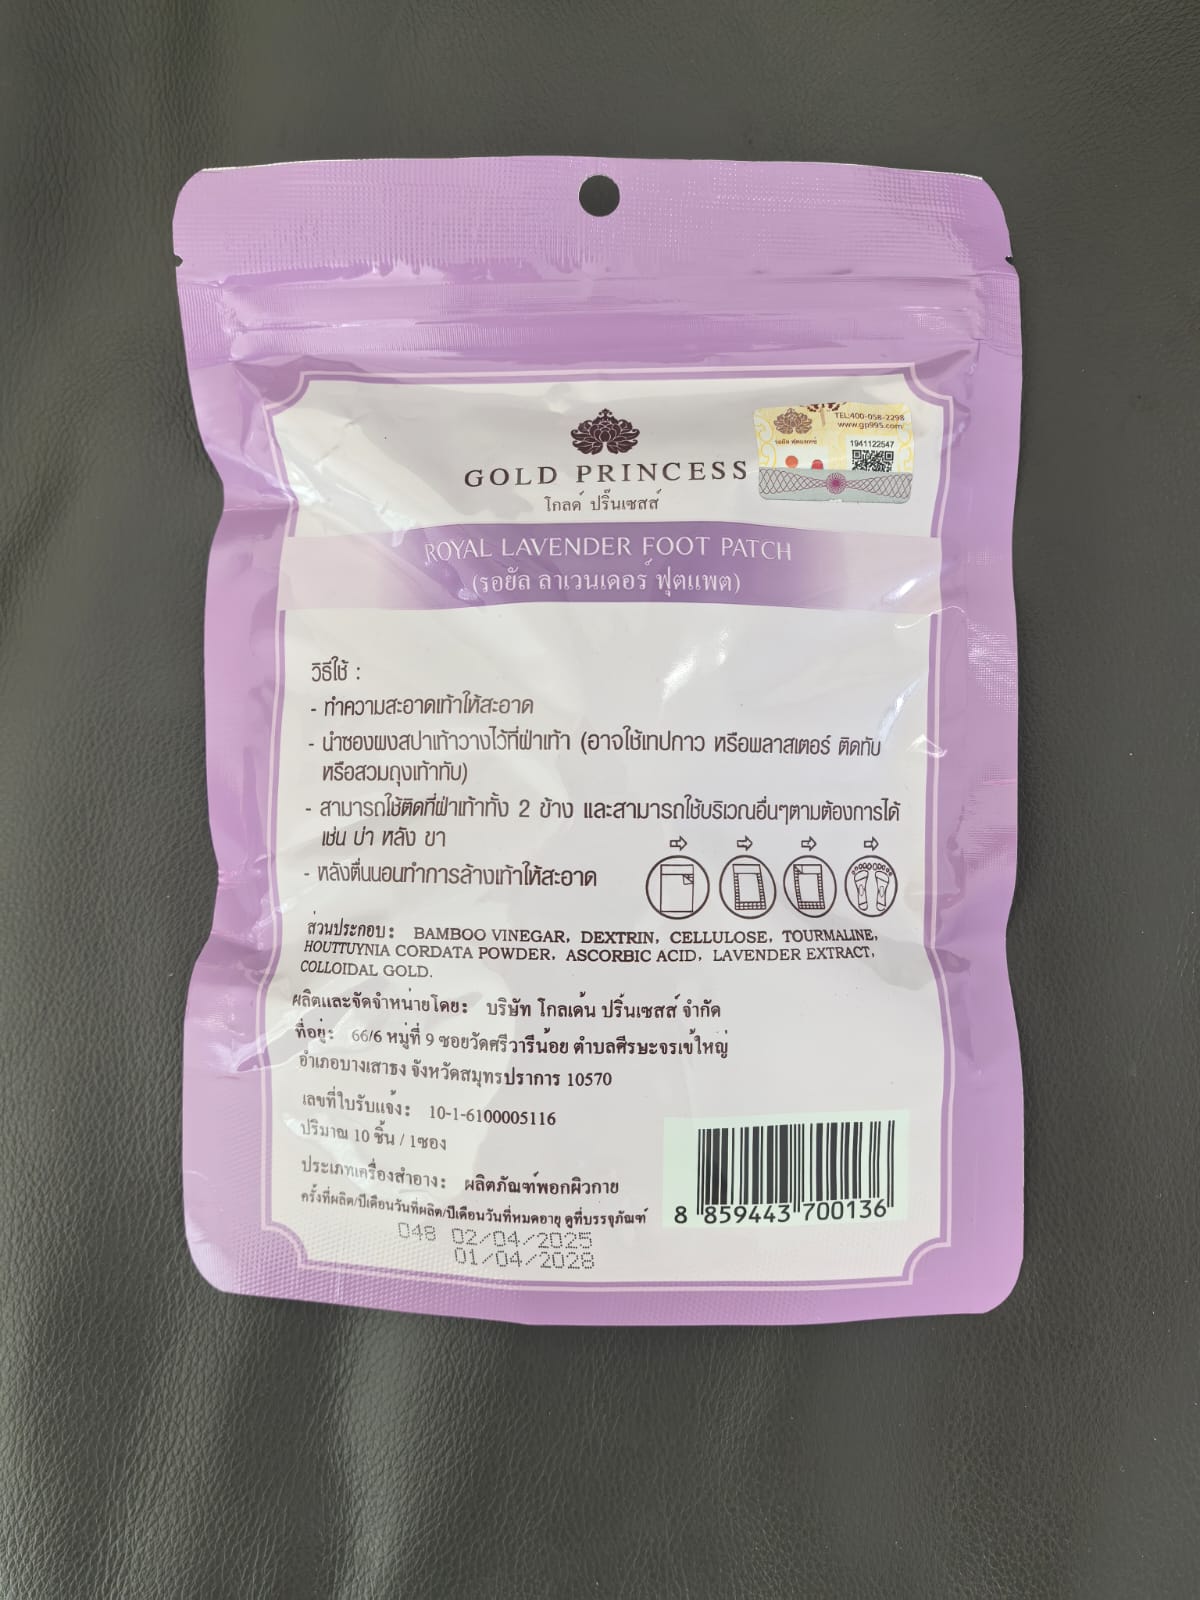 TEL:400-058-2298
www.gp995.com
รอยัล ฟุตแพทช์
1941122547
GOLD PRINCESS
โกลด์ ปริ๊นเซสส์
ROYAL LAVENDER FOOT PATCH
(รอยัล ลาเวนเดอร์ ฟุตแพต)
วิธีใช้ :
- ทำความสะอาดเท้าให้สะอาด
- นำซองผงสปาเท้าวางไว้ที่ฝ่าเท้า (อาจใช้เทปกาว หรือพลาสเตอร์ ติดทับ
หรือสวมถุงเท้าทับ)
- สามารถใช้ติดที่ฝ่าเท้าทั้ง 2 ข้าง และสามารถใช้บริเวณอื่นๆตามต้องการได้
เช่น บ่า หลัง ขา
- หลังตื่นนอนทำการล้างเท้าให้สะอาด
ส่วนประกอบ: BAMBOO VINEGAR, DEXTRIN, CELLULOSE, TOURMALINE,
HOUTTUYNIA CORDATA POWDER, ASCORBIC ACID, LAVENDER EXTRACT,
COLLOIDAL GOLD.
ผลิตและจัดจำหน่ายโดย: บริษัท โกลเด้น ปริ้นเซสส์ จำกัด
ที่อยู่: 66/6 หมู่ที่ 9 ซอยวัดศรีวารีน้อย ตำบลศีรษะจรเข้ใหญ่
อำเภอบางเสาธง จังหวัดสมุทรปราการ 10570
เลขที่ใบรับแจ้ง: 10-1-6100005116
ปริมาณ 10 ชิ้น / 1ซอง
ประเภทเครื่องสำอาง: ผลิตภัณฑ์พอกผิวกาย
ครั้งที่ผลิต/ปีเดือนวันที่ผลิต/ปีเดือนวันที่หมดอายุ ดูที่บรรจุภัณฑ์
048 02/04/2025
01/04/2028
8 859443 700136